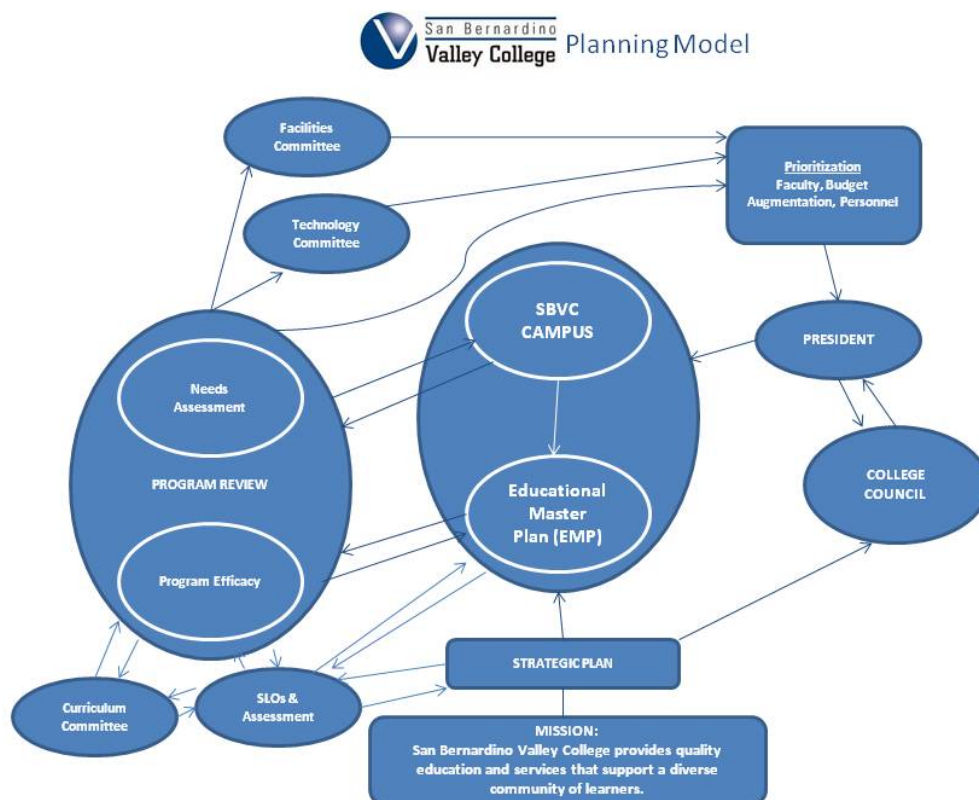 San Bernardino
Valley College
Planning Model
Facilities
Committee
Prioritization
Faculty, Budget
Augmentation, Personnel
Technology
Committee
SBVC
CAMPUS
PRESIDENT
Needs
Assessment
PROGRAM REVIEW
COLLEGE
COUNCIL
Educational
Master
Plan (EMP)
Program Efficacy
STRATEGIC PLAN
Curriculum
Committee
SLOs &
Assessment
MISSION:
San Bernardino Valley College provides quality
education and services that support a diverse
community of learners.